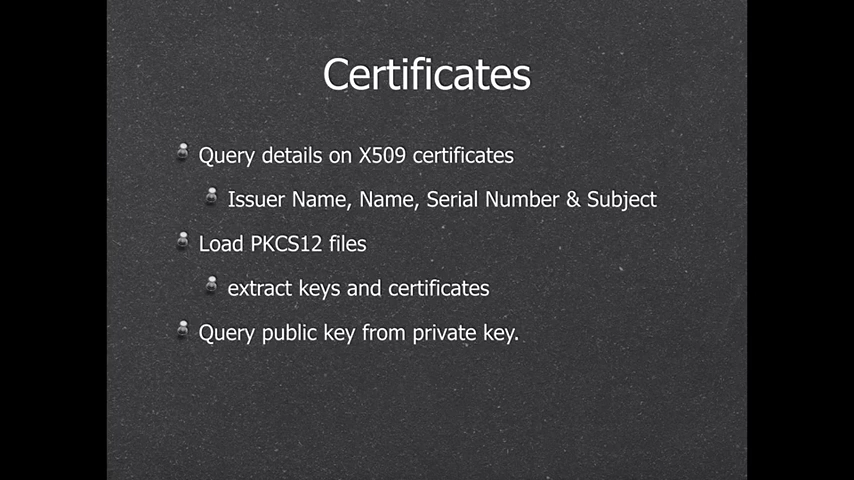 Certificates
Query details on X509 certificates
Issuer Name, Name, Serial Number & Subject
Load PKCS12 files
extract keys and certificates
Query public key from private key.